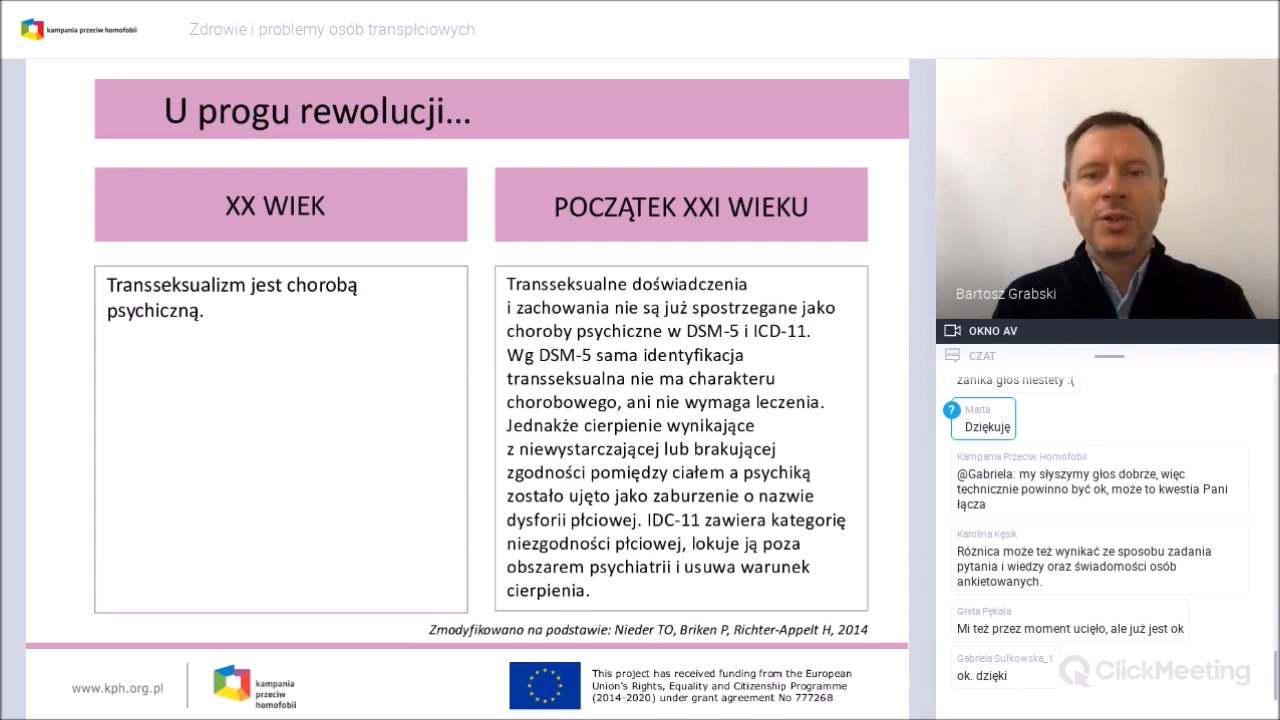 kampania przeciw homofobii
Zdrowie i problemy osób transpłciowych
U progu rewolucji...
XX WIEK
Transseksualizm jest chorobą
psychiczną.
POCZĄTEK XXI WIEKU
Transseksualne doświadczenia
i zachowania nie są już spostrzegane jako
choroby psychiczne w DSM-5 i ICD-11.
Wg DSM-5 sama identyfikacja
transseksualna nie ma charakteru
chorobowego, ani nie wymaga leczenia.
Jednakże cierpienie wynikające
z niewystarczającej lub brakującej
zgodności pomiędzy ciałem a psychiką
zostało ujęto jako zaburzenie o nazwie
dysforii płciowej. IDC-11 zawiera kategorię
niezgodności płciowej, lokuje ją poza
obszarem psychiatrii i usuwa warunek
cierpienia.
Zmodyfikowano na podstawie: Nieder TO, Briken P, Richter-Appelt H, 2014
www.kph.org.pl
kampania
przeciw
homofobii
This project has received funding from the European
Union's Rights, Equality and Citizenship Programme
(2014-2020) under grant agreement No 777268
Bartosz Grabski
OKNO AV
CZAT
zanika głos niestety :(
?
Marta
Dziękuję
Kampania Przeciw Homofobii
@Gabriela: my słyszymy głos dobrze, więc
technicznie powinno być ok, może to kwestia Pani
łącza
Karolina Kęsik
Różnica może też wynikać ze sposobu zadania
pytania i wiedzy oraz świadomości osób
ankietowanych.
Greta Pękała
Mi też przez moment ucięło, ale już jest ok
Gabriela Sułkowska_1
ok. dzięki
ClickMeeting